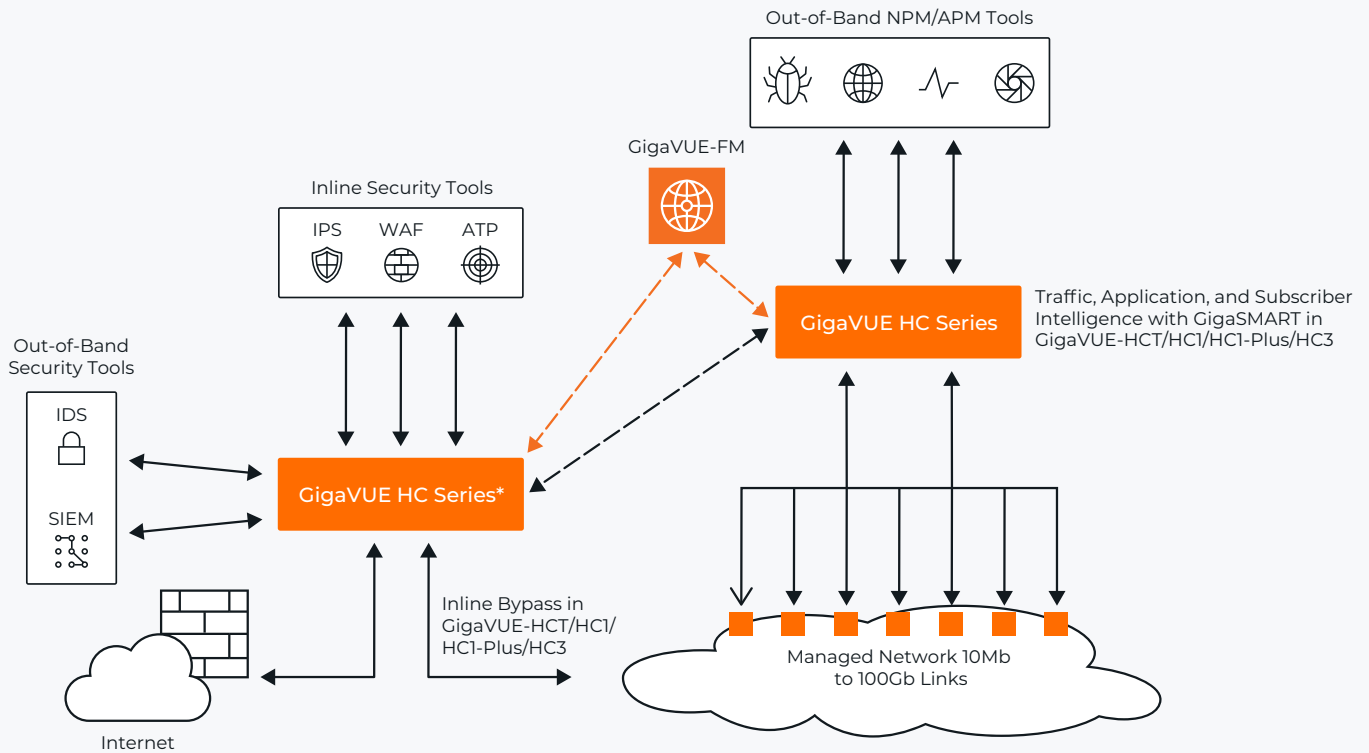 Out-of-Band NPM/APM Tools
GigaVUE-FM
Inline Security Tools
IPS
WAF
ATP
GigaVUE HC Series
Traffic, Application, and Subscriber
Intelligence with GigaSMART in
GigaVUE-HCT/HC1/HC1-Plus/HC3
Out-of-Band
Security Tools
IDS
SIEM
GigaVUE HC Series*
Inline Bypass in
GigaVUE-HCT/HC1/
HC1-Plus/HC3
Managed Network 10Mb
to 100Gb Links
Internet